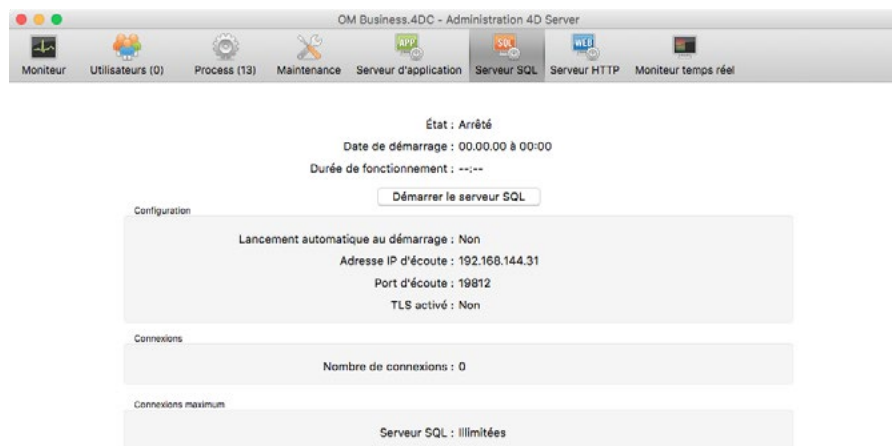 OM Business.4DC - Administration 4D Server
APP SQL WEB
Moniteur Utilisateurs (0) Process (13) Maintenance Serveur d'application Serveur SQL Serveur HTTP Moniteur temps réel
État : Arrêté
Date de démarrage : 00.00.00 à 00:00
Durée de fonctionnement : --:--
Démarrer le serveur SQL
Configuration
Lancement automatique au démarrage : Non
Adresse IP d'écoute : 192.168.144.31
Port d'écoute : 19812
TLS activé : Non
Connexions
Nombre de connexions : 0
Connexions maximum
Serveur SQL : Illimitées